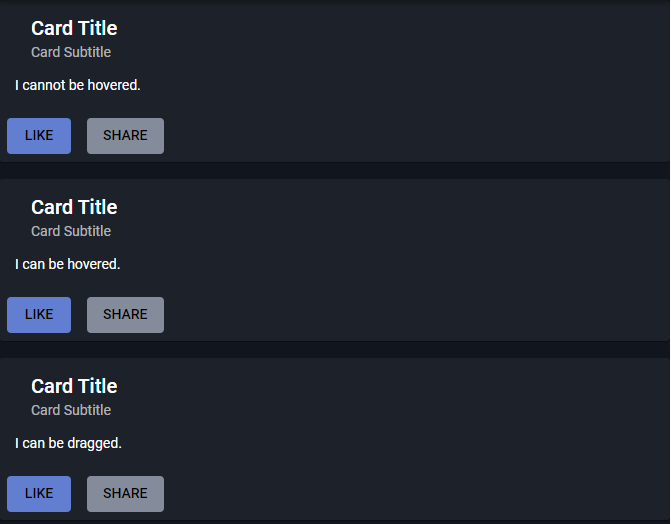 Card Title
Card Subtitle
I cannot be hovered.
LIKE SHARE
Card Title
Card Subtitle
I can be hovered.
LIKE SHARE
Card Title
Card Subtitle
I can be dragged.
LIKE SHARE